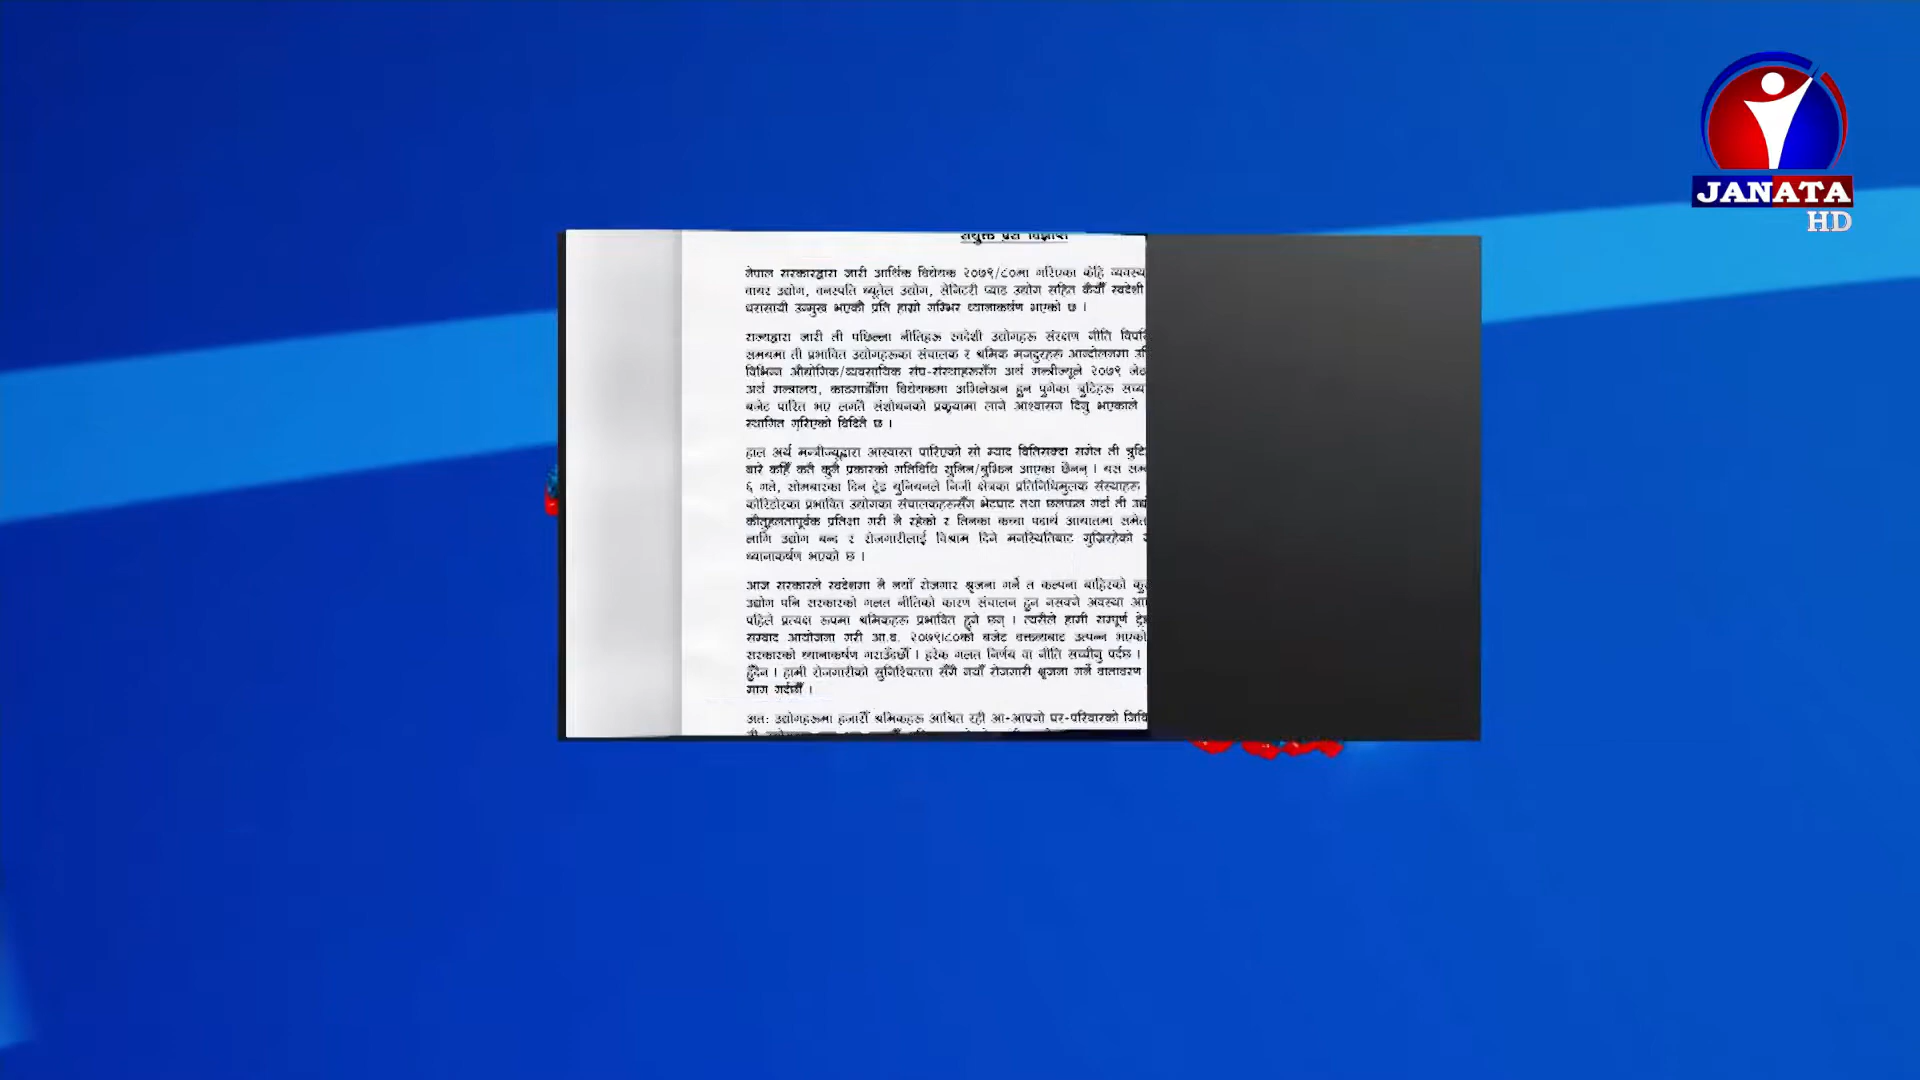 JANATA
HD
संयुक्त प्रेस विज्ञप्ति
नेपाल सरकारद्वारा जारी आर्थिक विधेयक २०७९/८०मा गरिएका केहि
वायर उद्योग, वनस्पति घ्यूतेल उद्योग, सेनिटरी प्याड उद्योग सहित कैयौँ स्वदेशी
धरासायी उन्मुख भएकौ प्रति हाम्रो गम्भिर ध्यानाकर्षण भएको छ ।
राज्यद्वारा जारी ती पछिल्ला नीतिहरू स्वदेशी उद्योगहरू संरक्षण नीति
समयमा ती प्रभावित उद्योगहरूका संचालक र श्रमिक मजदुरहरू आन्दोलनमा
विभिन्न औद्योगिक/व्यवसायिक संघ-संस्थाहरूसँग अर्थ मन्त्रीज्यूले २०७९
अर्थ मन्त्रालय, काठमाडौँमा विधेयकमा अभिलेखन हुन पुगेका त्रुटिहरू
बजेट पारित भए लगत्तै संशोधनको प्रकृयामा लाने आश्वासन दिनु भएकाले
स्थागित गरिएको विदितै छ ।
हाल अर्थ मन्त्रीज्यूद्वारा आस्वास्त पारिएको सो म्याद वितिसक्दा समेत ती
बारे कहिँ कतै कुनै प्रकारको गतिविधि सुनिन/बुझिन आएका छैनन् । यस
६ गते, सोमबारका दिन ट्रेड युनियनले निजी क्षेत्रका प्रतिनिधिमुलक संस्थाहरू
कोरिडोरका प्रभावित उद्योगका संचालकहरूसँग भेटघाट तथा छलफल गर्दा ती
कौतुहलतापूर्वक प्रतिक्षा गरी नै रहेको र तिनका कच्चा पदार्थ आयातमा समेत
लागि उद्योग बन्द र रोजगारीलाई विश्राम दिने मनस्थितिबाट गुज्रिरहेको
ध्यानाकर्षण भएको छ ।
आज सरकारले स्वदेशमा नै नयाँ रोजगार श्रृजना गर्ने त कल्पना बाहिरको
उद्योग पनि सरकारको गलत नीतिको कारण संचालन हुन नसक्ने अवस्था
पहिले प्रत्यक्ष रूपमा श्रमिकहरू प्रभावित हुने छन् । त्यसैले हामी सम्पूर्ण
सम्वाद आयोजना गरी आ.व. २०७९।८०को बजेट वक्तव्यबाट उत्पन्न भएको
सरकारको ध्यानाकर्षण गराउँदछौँ । हरेक गलत निर्णय वा नीति सच्चीनु पर्दछ ।
हुँदैन । हामी रोजगारीको सुनिश्चितता सँगै नयाँ रोजगारी श्रृजना गर्ने वातावरण
माग गर्दछौँ ।
अत: उद्योगहरूमा हजारौँ श्रमिकहरू आश्रित रही आ-आफ्नो घर-परिवारको